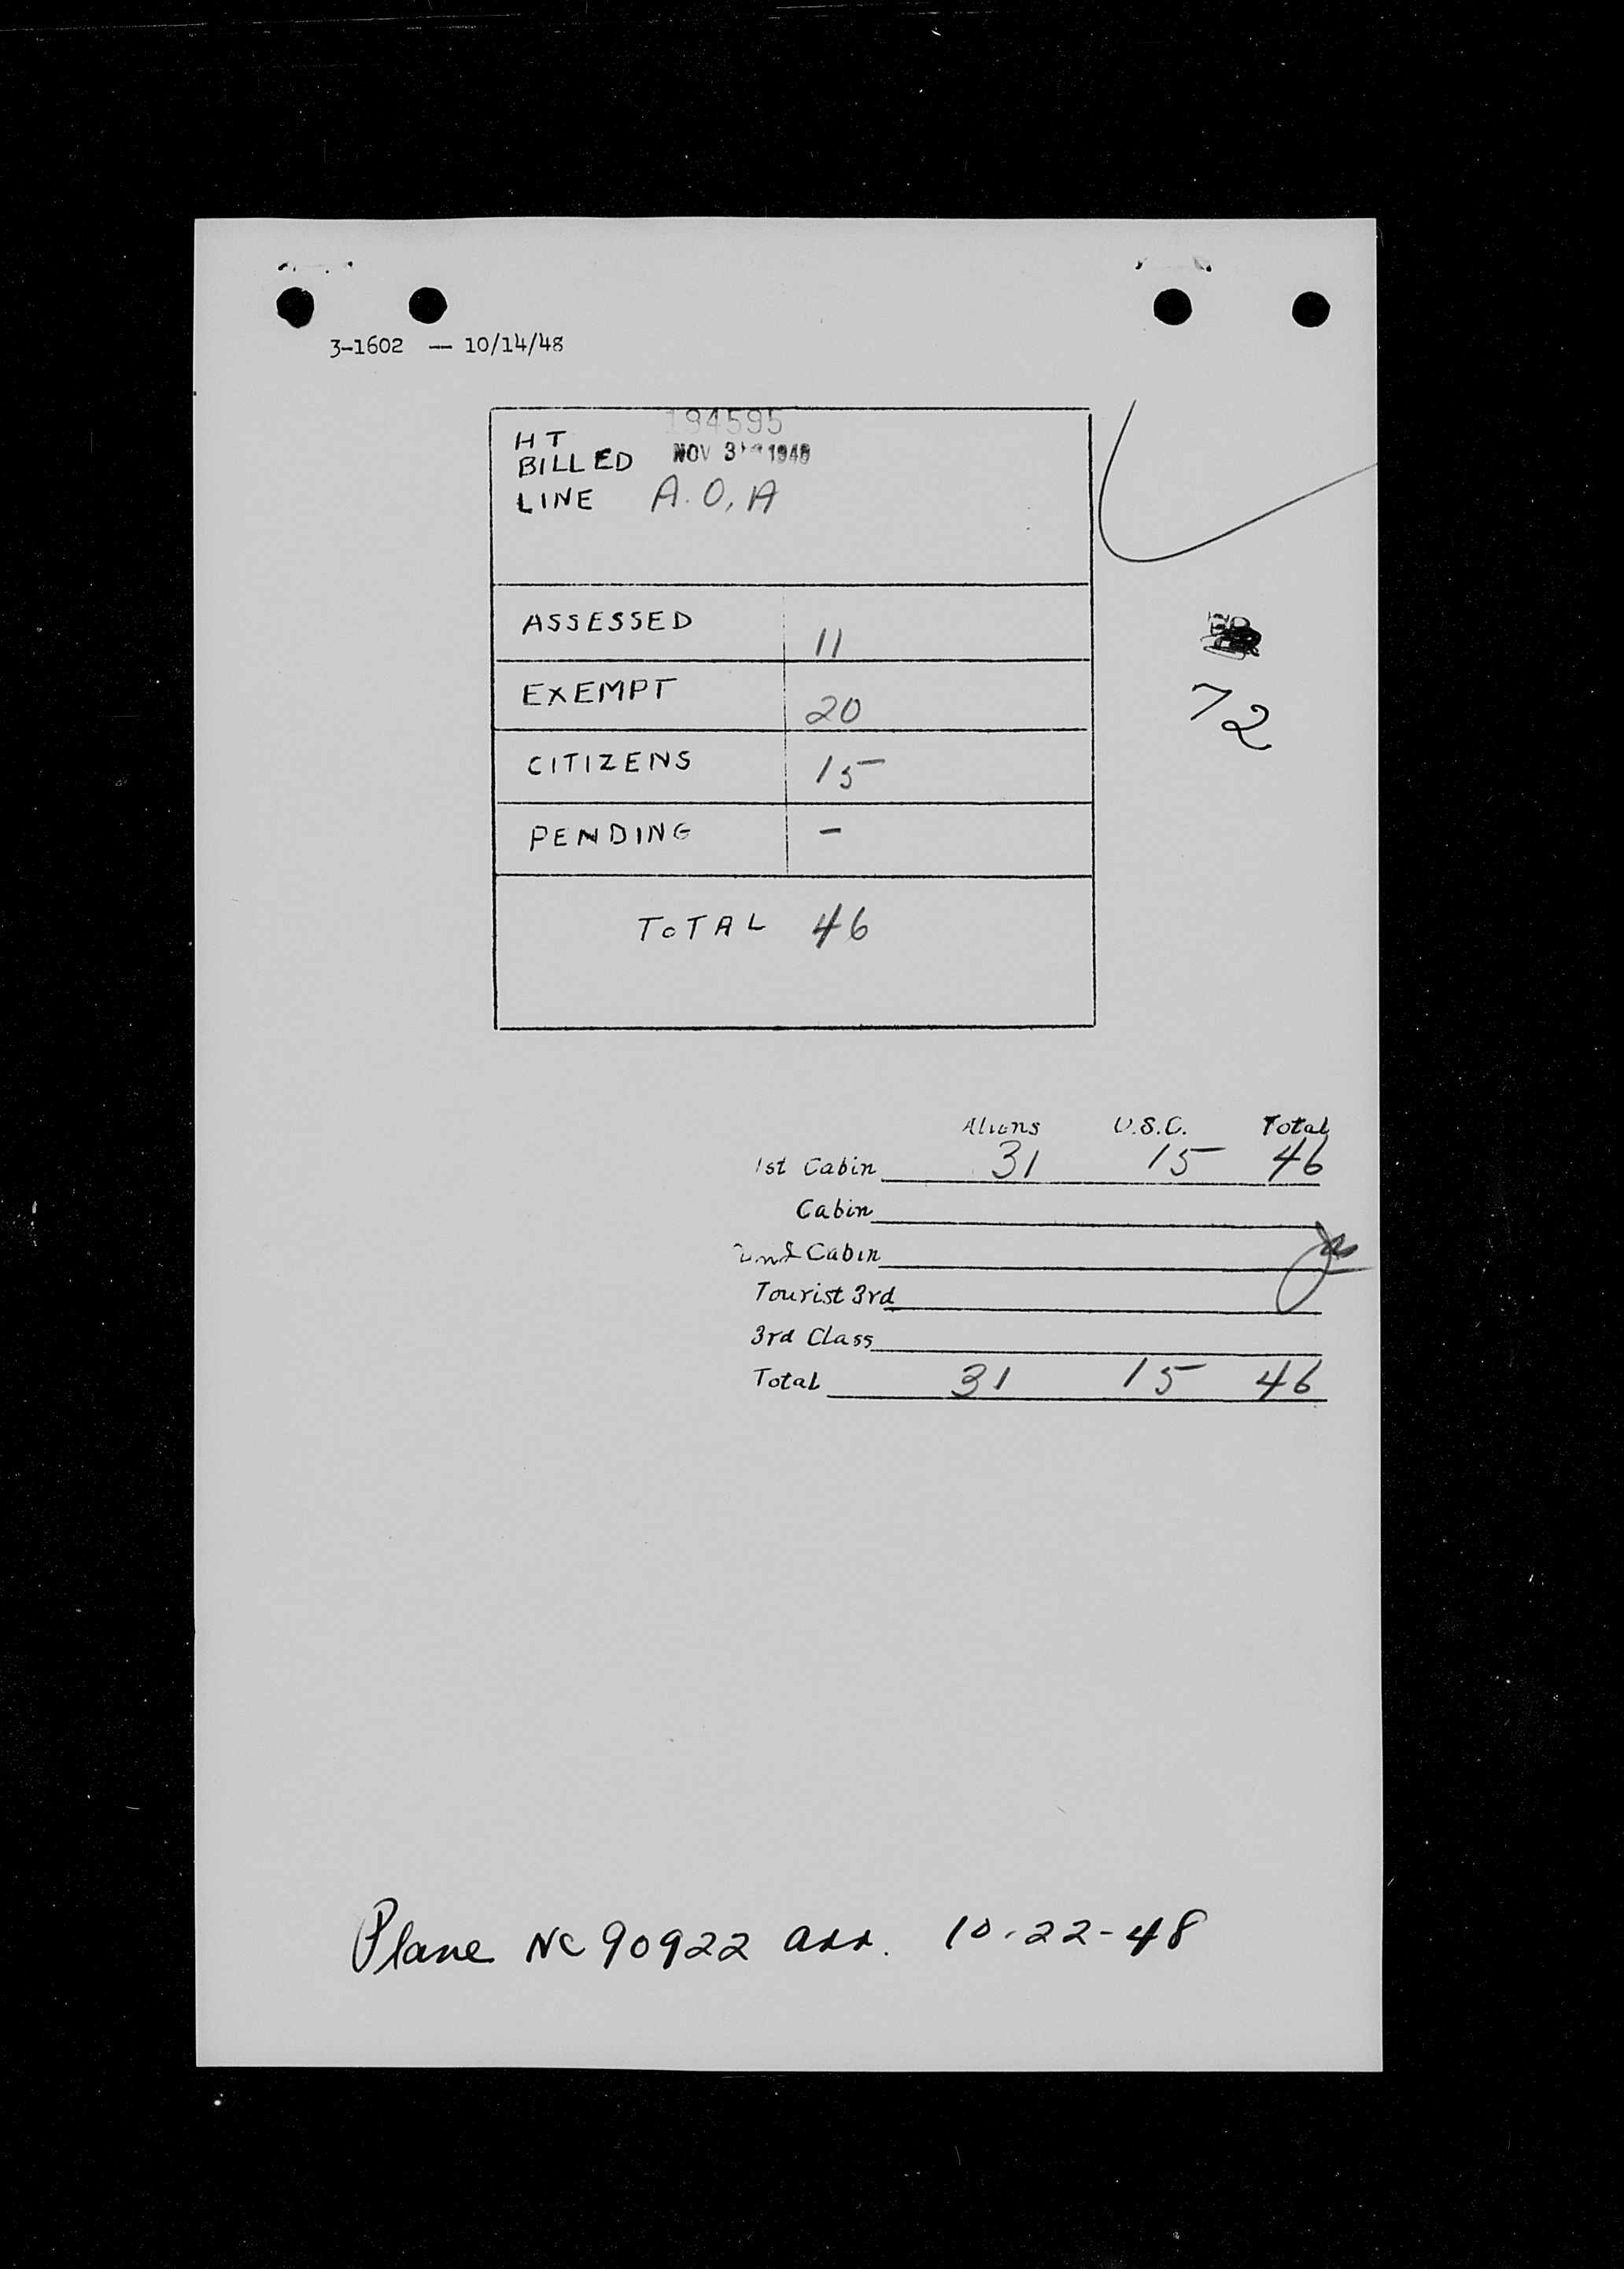 3-1602 — 10/14/48
194595
HT
BILLED NOV 3 1948
LINE A.O.A
ASSESSED 11
EXEMPT 20
72
CITIZENS 15
PENDING -
TOTAL 46
Aliens U.S.C. Total
1st Cabin 31 15 46
Cabin
2nd Cabin
Tourist 3rd
3rd Class
Total 31 15 46
Plane NC 90922 arr. 10-22-48